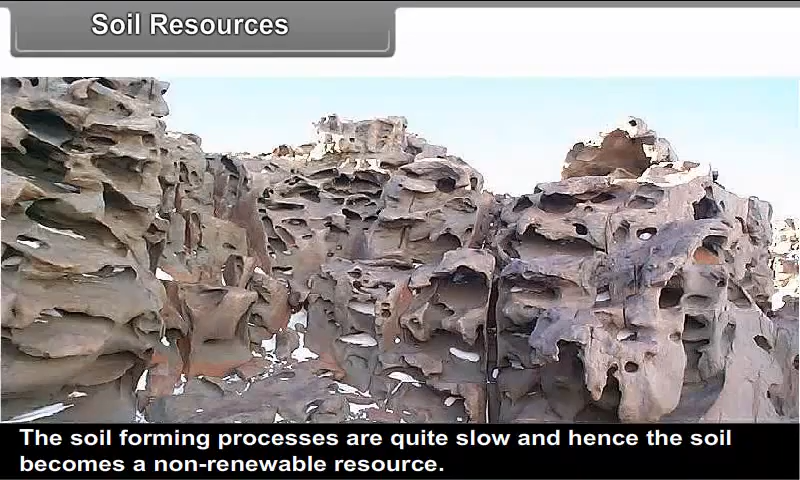 Soil Resources
The soil forming processes are quite slow and hence the soil
becomes a non-renewable resource.